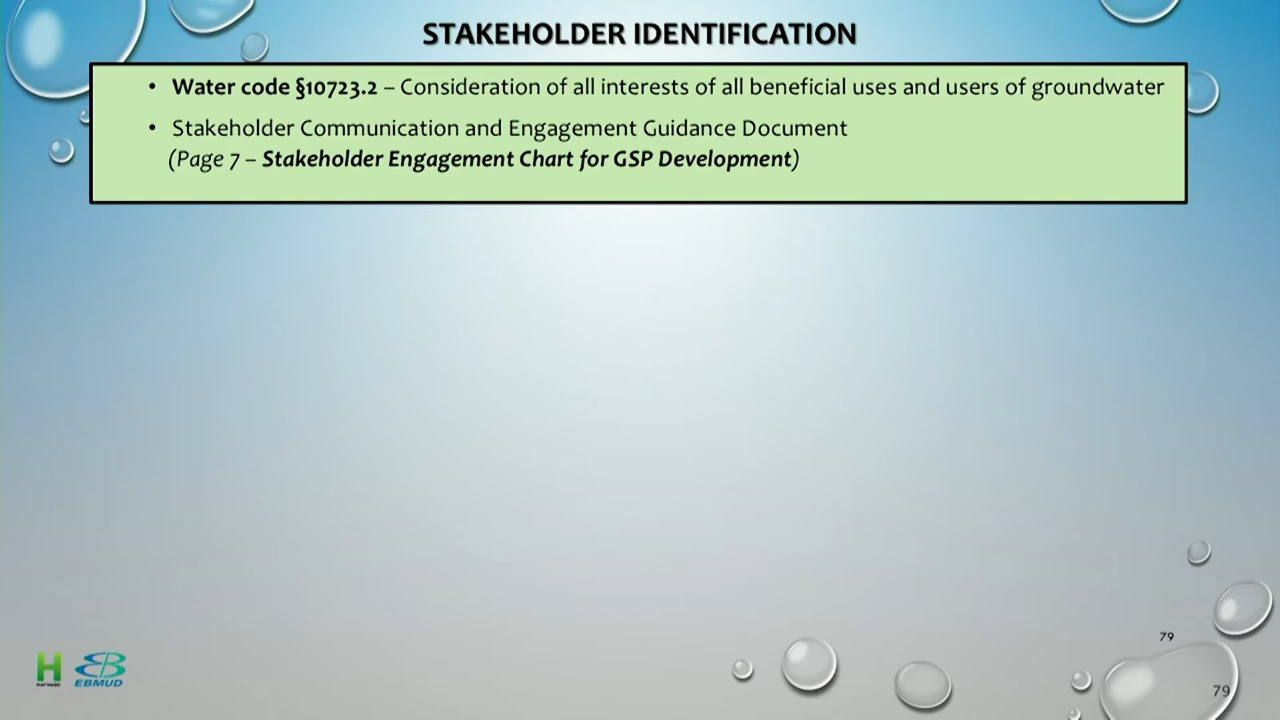 STAKEHOLDER IDENTIFICATION
• Water code §10723.2 – Consideration of all interests of all beneficial uses and users of groundwater
• Stakeholder Communication and Engagement Guidance Document
(Page 7 – Stakeholder Engagement Chart for GSP Development)
79
H
EBMUD
79